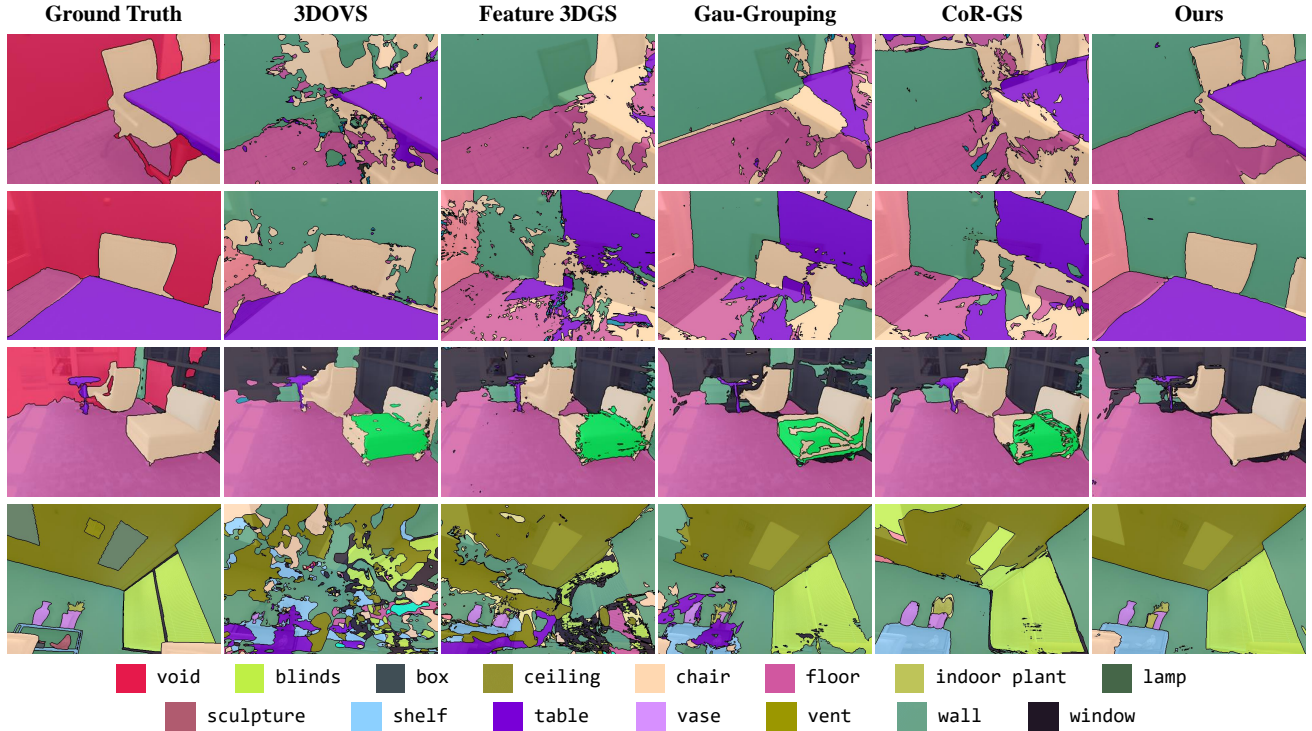 Ground Truth 3DOVS Feature 3DGS Gau-Grouping CoR-GS Ours
void blinds box ceiling chair floor indoor plant lamp
sculpture shelf table vase vent wall window